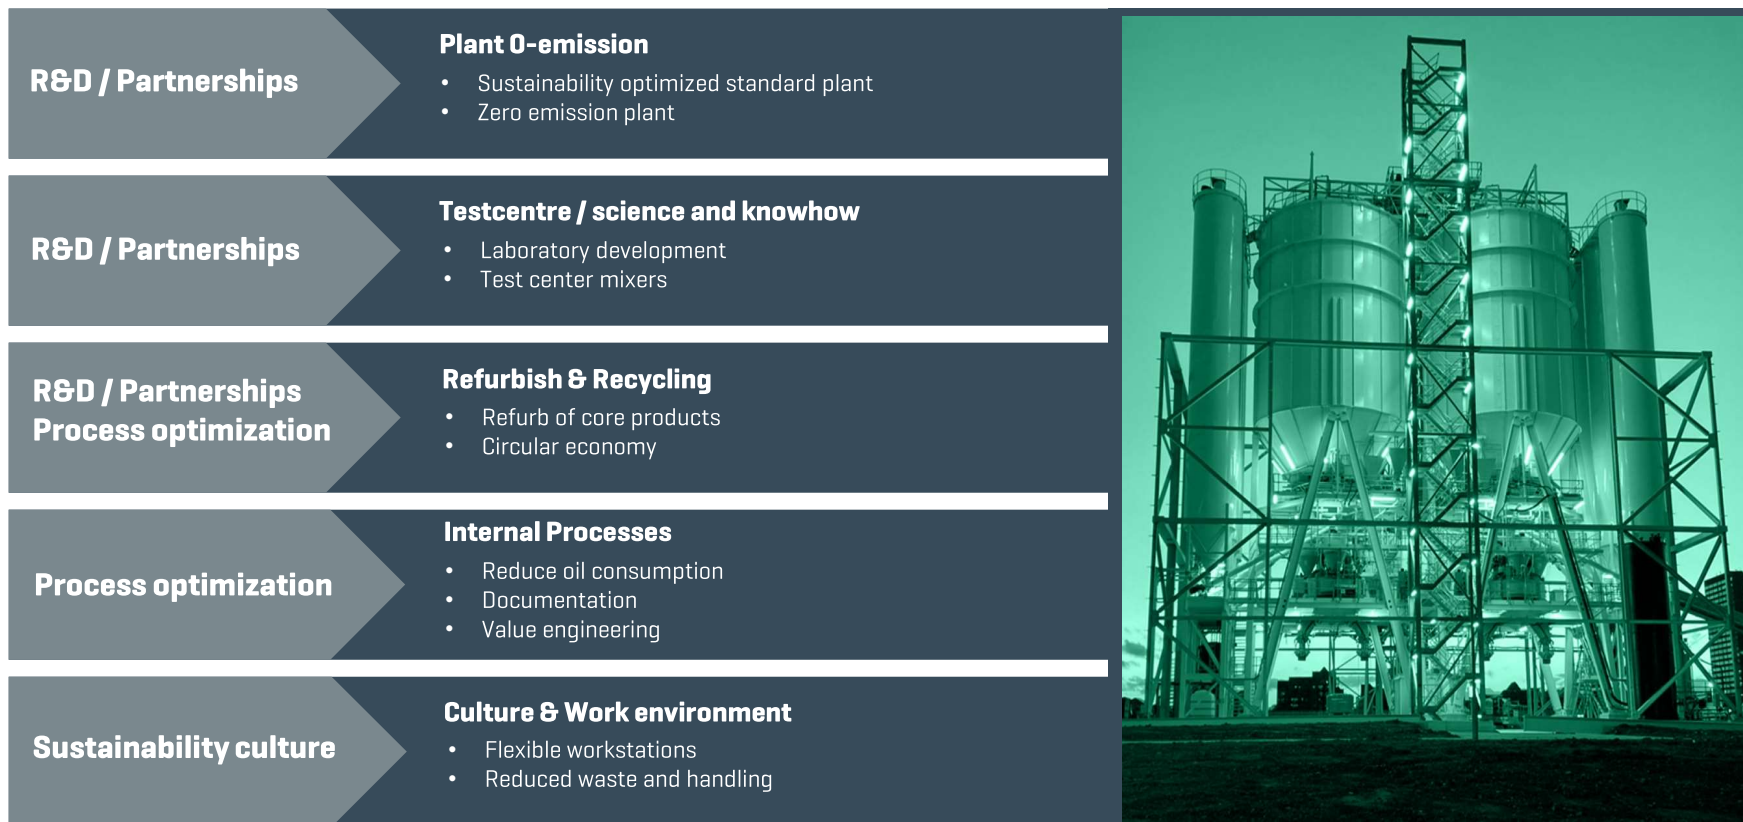 R&D / Partnerships
Plant 0-emission
• Sustainability optimized standard plant
• Zero emission plant
R&D / Partnerships
Testcentre / science and knowhow
• Laboratory development
• Test center mixers
R&D / Partnerships
Process optimization
Refurbish & Recycling
• Refurb of core products
• Circular economy
Process optimization
Internal Processes
• Reduce oil consumption
• Documentation
• Value engineering
Sustainability culture
Culture & Work environment
• Flexible workstations
• Reduced waste and handling